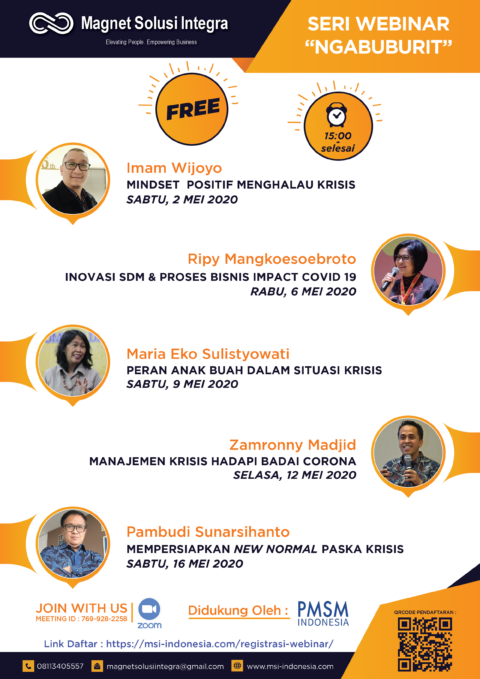 Magnet Solusi Integra
Elevating People. Empowering Business
SERI WEBINAR
“NGABUBURIT”
FREE
15:00
-
selesai
Imam Wijoyo
MINDSET POSITIF MENGHALAU KRISIS
SABTU, 2 MEI 2020
Ripy Mangkoesoebroto
INOVASI SDM & PROSES BISNIS IMPACT COVID 19
RABU, 6 MEI 2020
Maria Eko Sulistyowati
PERAN ANAK BUAH DALAM SITUASI KRISIS
SABTU, 9 MEI 2020
Zamronny Madjid
MANAJEMEN KRISIS HADAPI BADAI CORONA
SELASA, 12 MEI 2020
Pambudi Sunarsihanto
MEMPERSIAPKAN NEW NORMAL PASKA KRISIS
SABTU, 16 MEI 2020
JOIN WITH US
MEETING ID : 769-928-2258
zoom
Didukung Oleh :
PMSM
INDONESIA
QRCODE PENDAFTARAN :
Link Daftar : https://msi-indonesia.com/registrasi-webinar/
08113405557
magnetsolusiintegra@gmail.com
www.msi-indonesia.com